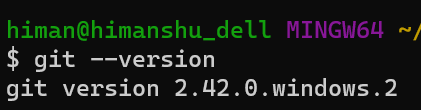 himan@himanshu_dell MINGW64 ~/
$ git --version
git version 2.42.0.windows.2